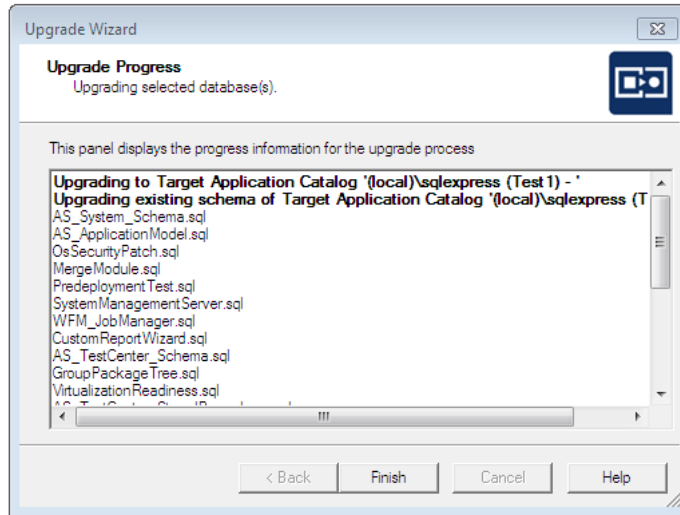 Upgrade Wizard
Upgrade Progress
Upgrading selected database(s).
This panel displays the progress information for the upgrade process
Upgrading to Target Application Catalog '(local)\sqlexpress (Test1) - '
Upgrading existing schema of Target Application Catalog '(local)\sqlexpress (T
AS_System_Schema.sql
AS_ApplicationModel.sql
OsSecurityPatch.sql
MergeModule.sql
PredeploymentTest.sql
SystemManagementServer.sql
WFM_JobManager.sql
CustomReportWizard.sql
AS_TestCenter_Schema.sql
GroupPackageTree.sql
VirtualizationReadiness.sql
< Back Finish Cancel Help